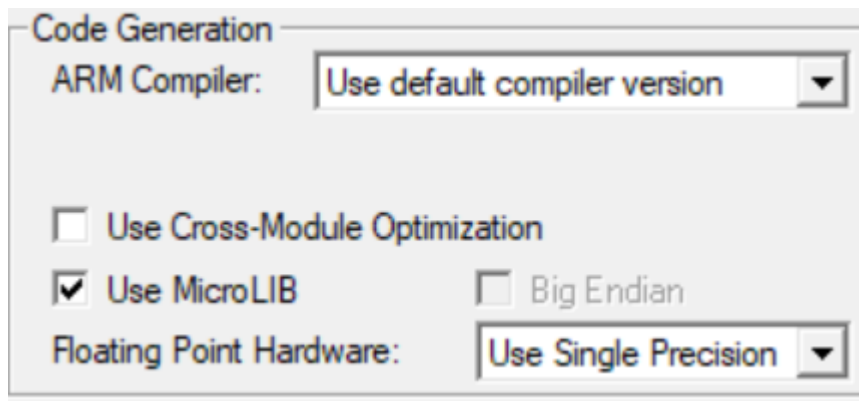 Code Generation
ARM Compiler: Use default compiler version
Use Cross-Module Optimization
Use MicroLIB Big Endian
Floating Point Hardware: Use Single Precision